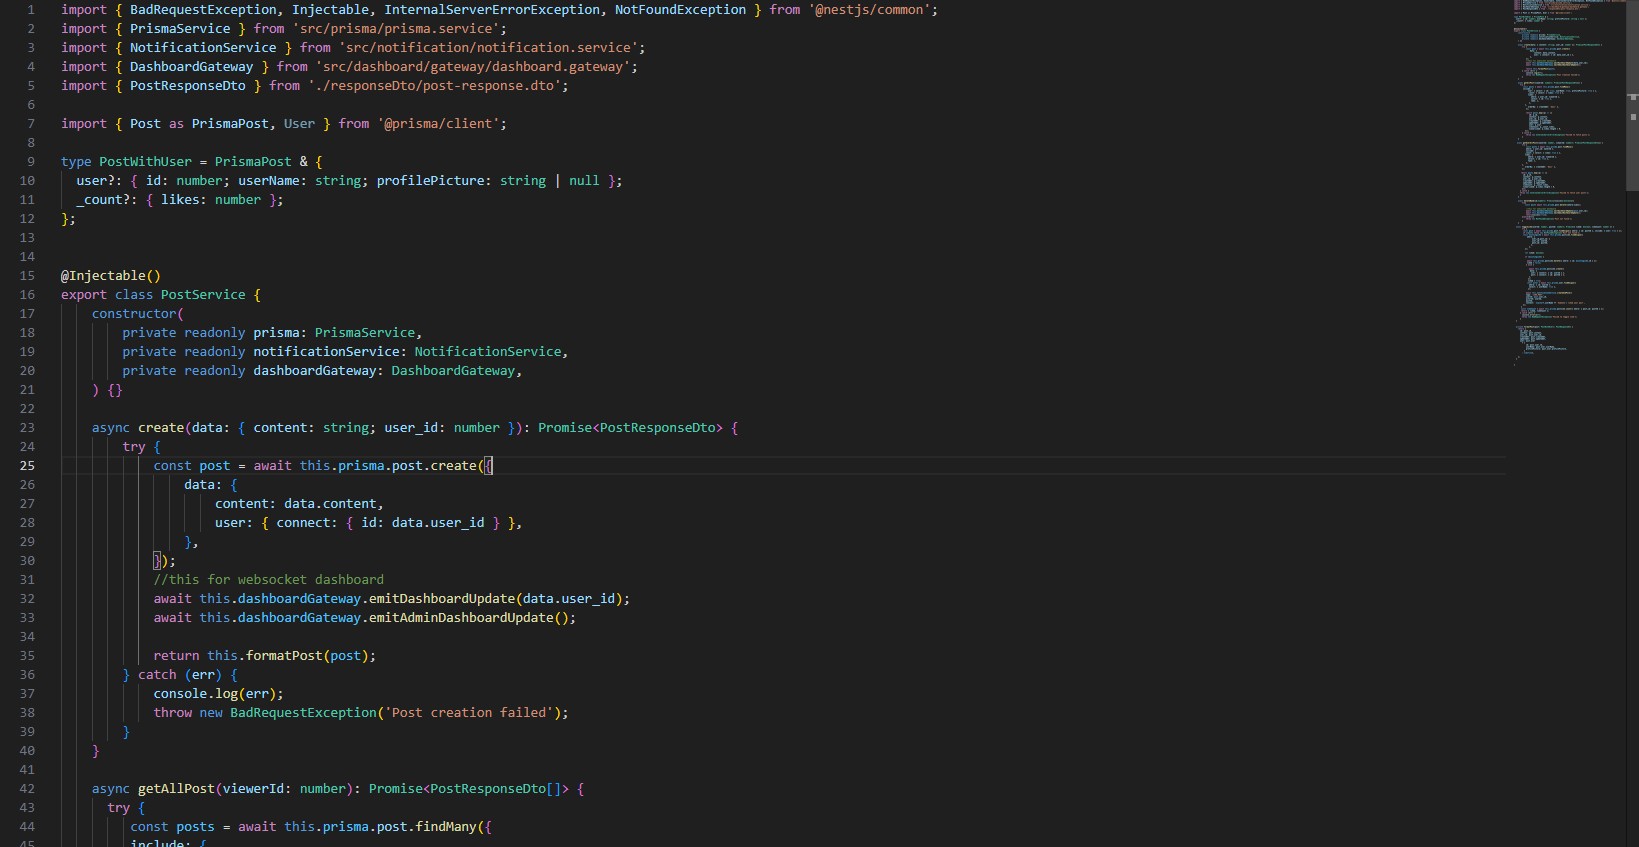 1 import { BadRequestException, Injectable, InternalServerErrorException, NotFoundException } from '@nestjs/common';
2 import { PrismaService } from 'src/prisma/prisma.service';
3 import { NotificationService } from 'src/notification/notification.service';
4 import { DashboardGateway } from 'src/dashboard/gateway/dashboard.gateway';
5 import { PostResponseDto } from './responseDto/post-response.dto';
6
7 import { Post as PrismaPost, User } from '@prisma/client';
8
9 type PostWithUser = PrismaPost & {
10 user?: { id: number; userName: string; profilePicture: string | null };
11 _count?: { likes: number };
12 };
13
14
15 @Injectable()
16 export class PostService {
17 constructor(
18 private readonly prisma: PrismaService,
19 private readonly notificationService: NotificationService,
20 private readonly dashboardGateway: DashboardGateway,
21 ) {}
22
23 async create(data: { content: string; user_id: number }): Promise<PostResponseDto> {
24 try {
25 const post = await this.prisma.post.create({
26 data: {
27 content: data.content,
28 user: { connect: { id: data.user_id } },
29 },
30 });
31 //this for websocket dashboard
32 await this.dashboardGateway.emitDashboardUpdate(data.user_id);
33 await this.dashboardGateway.emitAdminDashboardUpdate();
34
35 return this.formatPost(post);
36 } catch (err) {
37 console.log(err);
38 throw new BadRequestException('Post creation failed');
39 }
40 }
41
42 async getAllPost(viewerId: number): Promise<PostResponseDto[]> {
43 try {
44 const posts = await this.prisma.post.findMany({
45 include: {